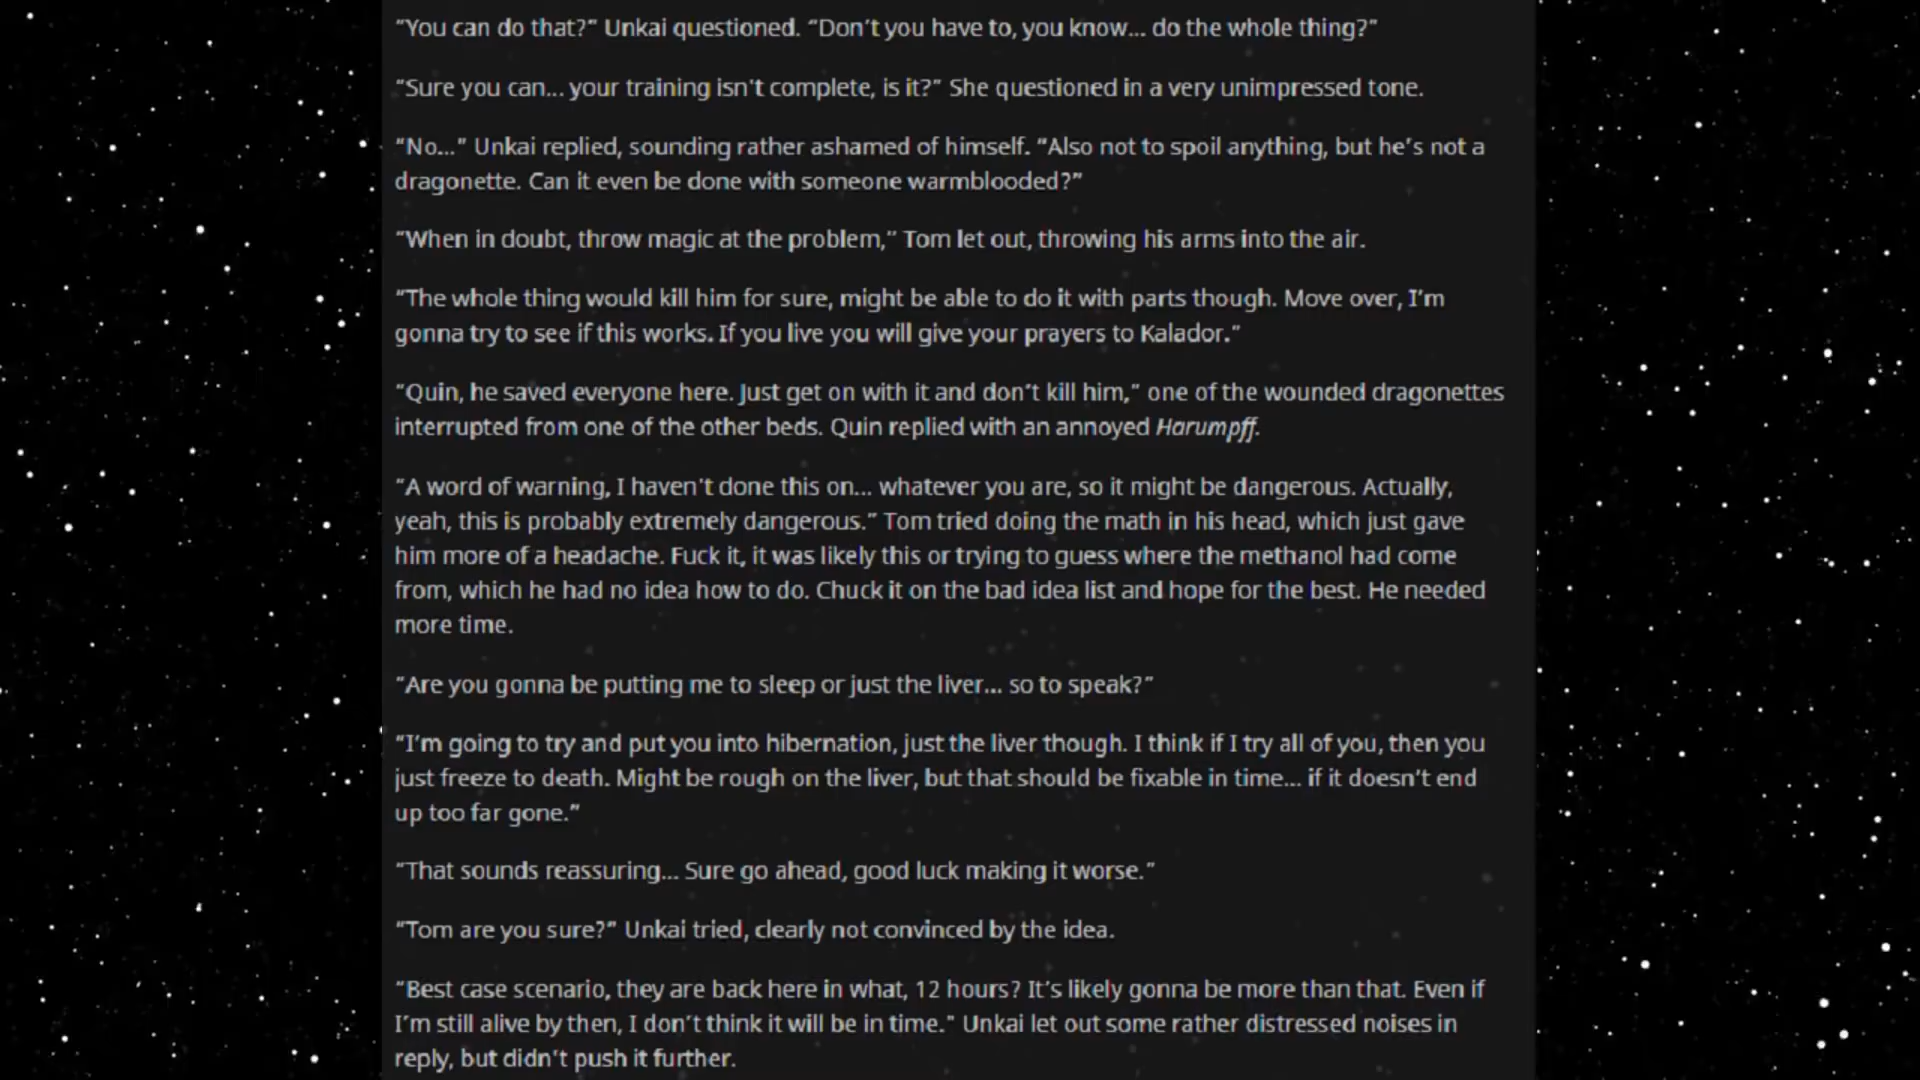 “You can do that?” Unkai questioned. “Don’t you have to, you know... do the whole thing?”
“Sure you can... your training isn't complete, is it?” She questioned in a very unimpressed tone.
“No...” Unkai replied, sounding rather ashamed of himself. “Also not to spoil anything, but he’s not a
dragonette. Can it even be done with someone warmblooded?”
“When in doubt, throw magic at the problem,” Tom let out, throwing his arms into the air.
“The whole thing would kill him for sure, might be able to do it with parts though. Move over, I’m
gonna try to see if this works. If you live you will give your prayers to Kalador.”
“Quin, he saved everyone here. Just get on with it and don’t kill him,” one of the wounded dragonettes
interrupted from one of the other beds. Quin replied with an annoyed Harumpff.
“A word of warning, I haven't done this on... whatever you are, so it might be dangerous. Actually,
yeah, this is probably extremely dangerous.” Tom tried doing the math in his head, which just gave
him more of a headache. Fuck it, it was likely this or trying to guess where the methanol had come
from, which he had no idea how to do. Chuck it on the bad idea list and hope for the best. He needed
more time.
“Are you gonna be putting me to sleep or just the liver... so to speak?”
“I’m going to try and put you into hibernation, just the liver though. I think if I try all of you, then you
just freeze to death. Might be rough on the liver, but that should be fixable in time... if it doesn’t end
up too far gone.”
“That sounds reassuring... Sure go ahead, good luck making it worse.”
“Tom are you sure?” Unkai tried, clearly not convinced by the idea.
“Best case scenario, they are back here in what, 12 hours? It’s likely gonna be more than that. Even if
I’m still alive by then, I don’t think it will be in time." Unkai let out some rather distressed noises in
reply, but didn’t push it further.